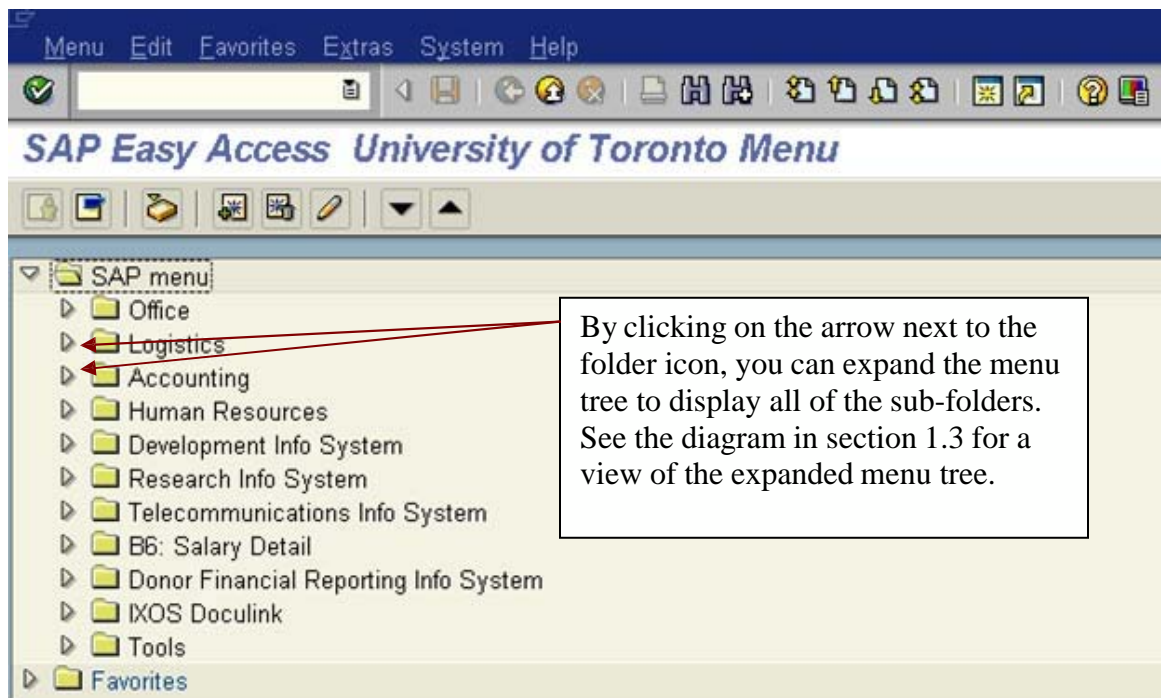 Menu Edit Favorites Extras System Help
SAP Easy Access University of Toronto Menu
SAP menu
Office
Logistics
Accounting
Human Resources
Development Info System
Research Info System
Telecommunications Info System
B6: Salary Detail
Donor Financial Reporting Info System
IXOS Doculink
Tools
Favorites
By clicking on the arrow next to the
folder icon, you can expand the menu
tree to display all of the sub-folders.
See the diagram in section 1.3 for a
view of the expanded menu tree.